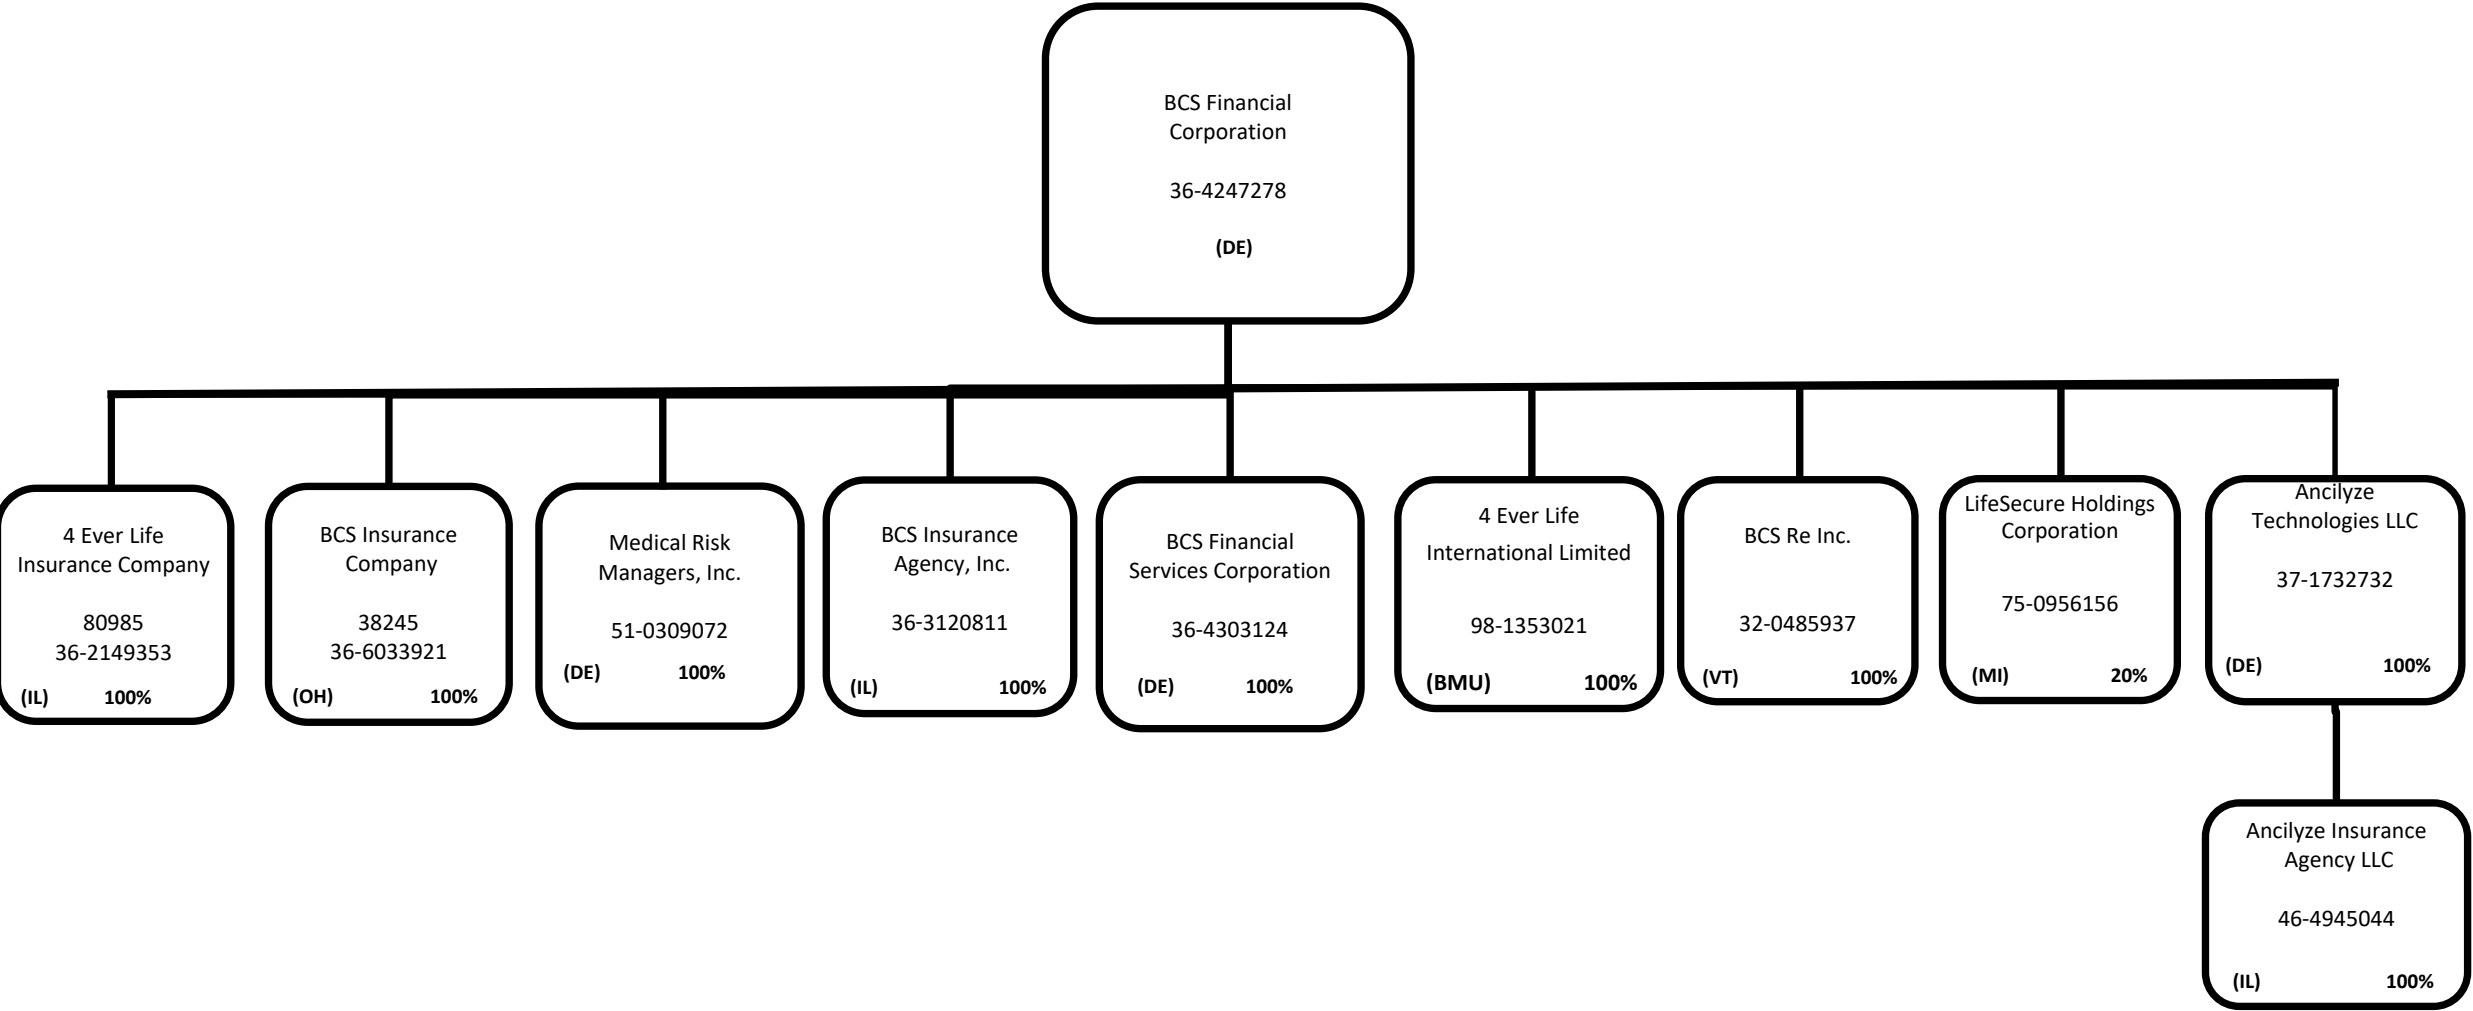 BCS Financial
Corporation
36-4247278
(DE)
4 Ever Life
Insurance Company
80985
36-2149353
(IL) 100%
BCS Insurance
Company
38245
36-6033921
(OH) 100%
Medical Risk
Managers, Inc.
51-0309072
(DE) 100%
BCS Insurance
Agency, Inc.
36-3120811
(IL) 100%
BCS Financial
Services Corporation
36-4303124
(DE) 100%
4 Ever Life
International Limited
98-1353021
(BMU) 100%
BCS Re Inc.
32-0485937
(VT) 100%
LifeSecure Holdings
Corporation
75-0956156
(MI) 20%
Ancilyze
Technologies LLC
37-1732732
(DE) 100%
Ancilyze Insurance
Agency LLC
46-4945044
(IL) 100%